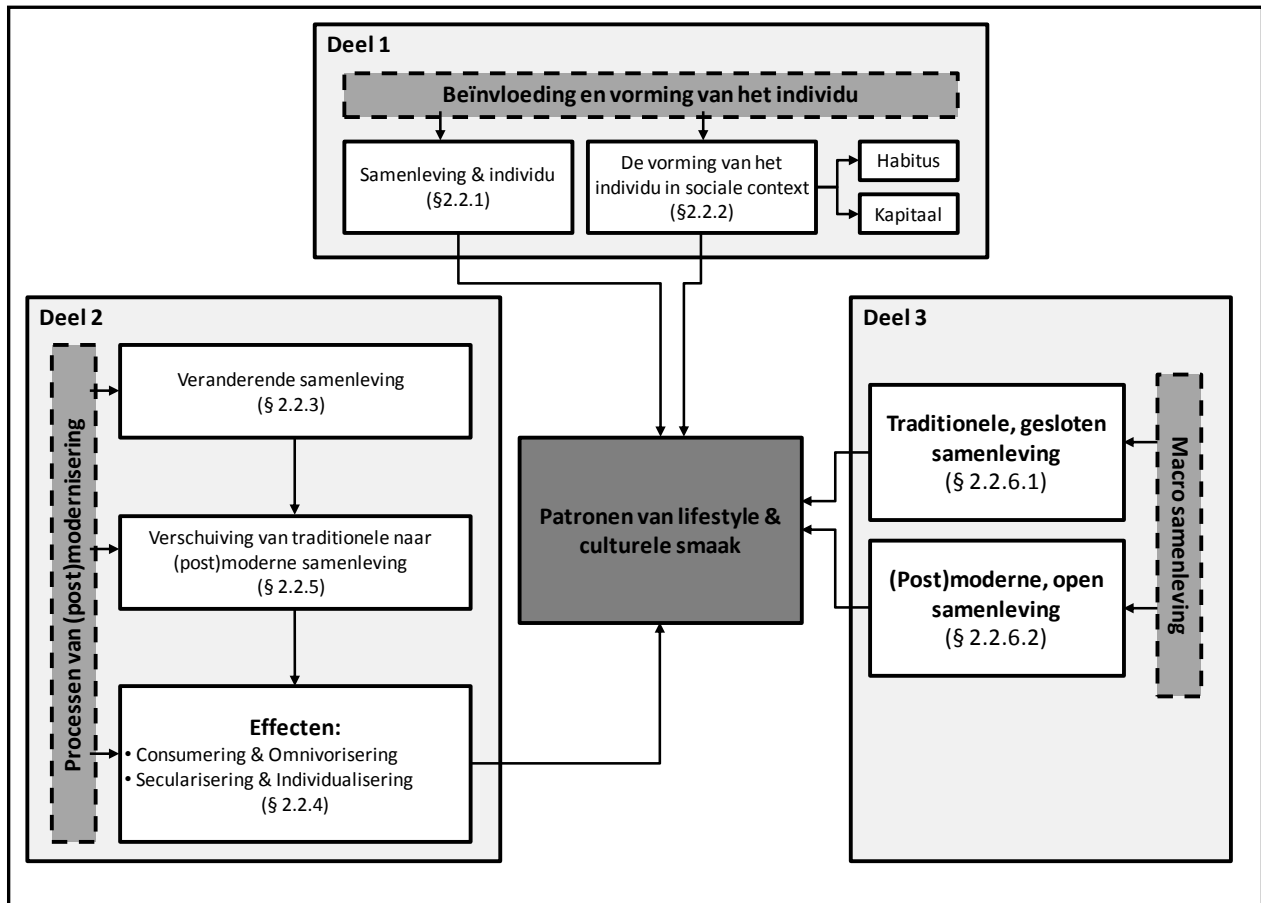 Deel 1
Beïnvloeding en vorming van het individu
Samenleving & individu
(§2.2.1)
De vorming van het
individu in sociale context
(§2.2.2)
Habitus
Kapitaal
Deel 2
Processen van (post)modernisering
Veranderende samenleving
(§ 2.2.3)
Verschuiving van traditionele naar
(post)moderne samenleving
(§ 2.2.5)
Effecten:
• Consumering & Omnivorisering
• Secularisering & Individualisering
(§ 2.2.4)
Patronen van lifestyle &
culturele smaak
Deel 3
Traditionele, gesloten
samenleving
(§ 2.2.6.1)
(Post)moderne, open
samenleving
(§ 2.2.6.2)
Macro samenleving